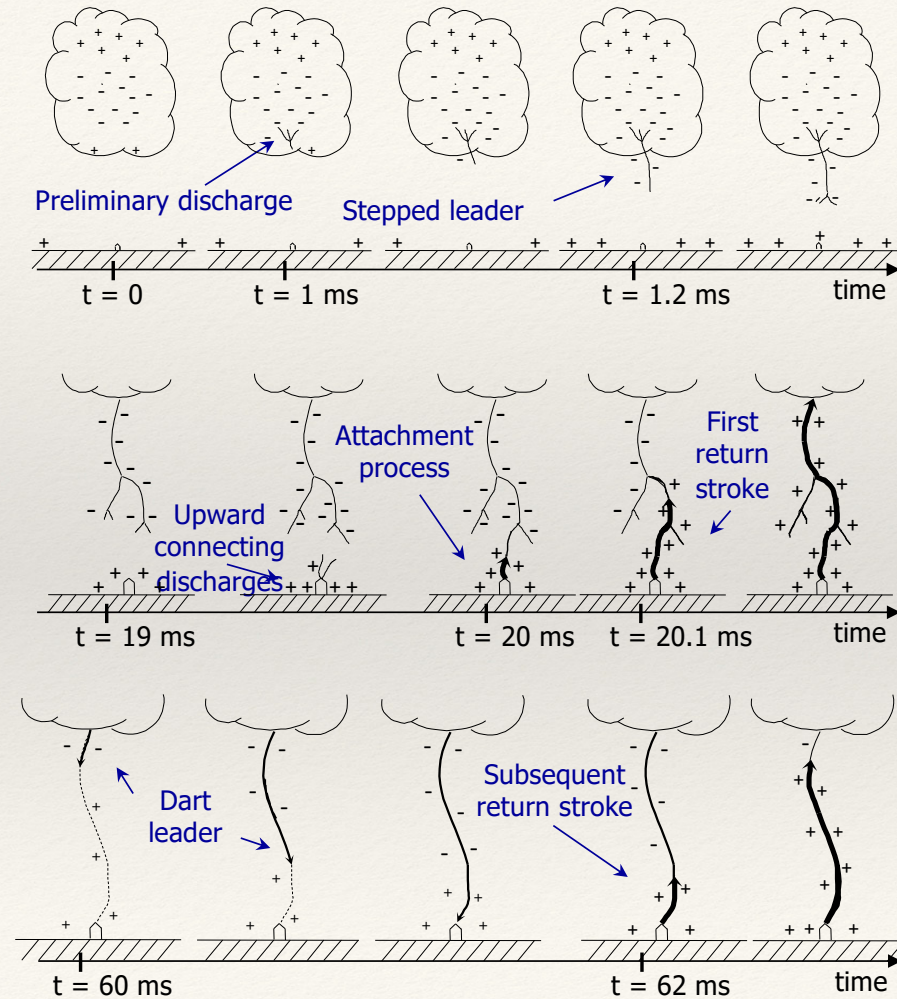 Preliminary discharge
Stepped leader
t = 0
t = 1 ms
t = 1.2 ms
time
Attachment
process
First
return
stroke
Upward
connecting
discharges
t = 19 ms
t = 20 ms
t = 20.1 ms
time
Dart
leader
Subsequent
return stroke
t = 60 ms
t = 62 ms
time